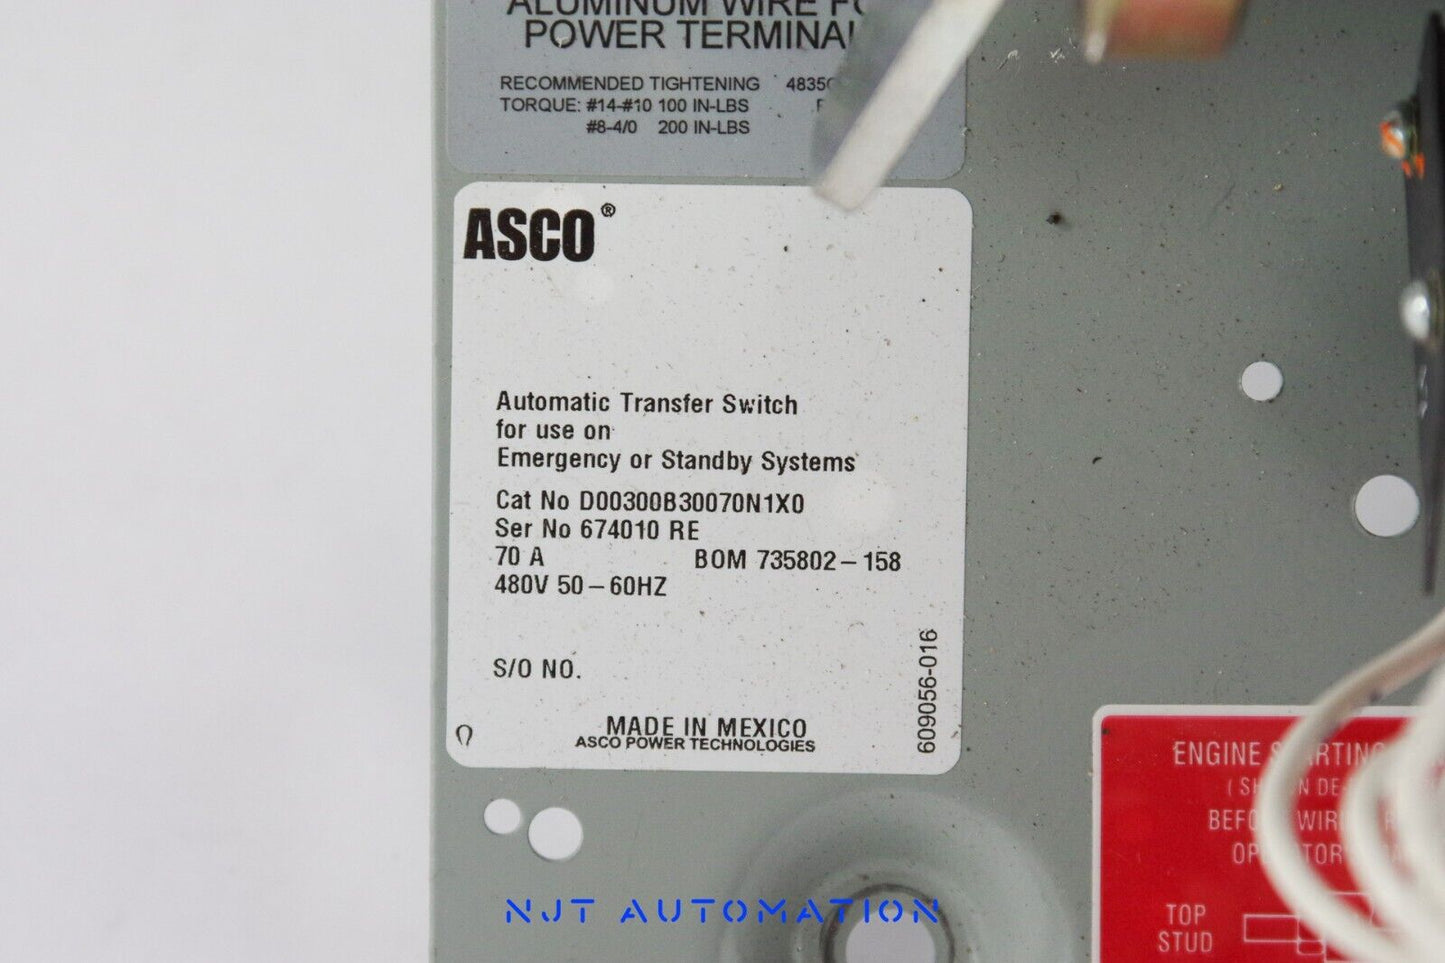 ALUMINUM WIRE
POWER
RECOMMENDED TIGHTENING
TORQUE: #14-#10 100 IN-LBS
#8-4/0 200 IN-LBS
ASCO®
Automatic Transfer Switch
for use on
Emergency or Standby Systems
Cat No D00300B30070N1X0
Ser No 674010 RE
70 A BOM 735802-158
480V 50-60HZ
S/O NO.
MADE IN MEXICO
ASCO POWER TECHNOLOGIES
609056-016
ENGINE
TOP
STUD
NJT AUTOMATION